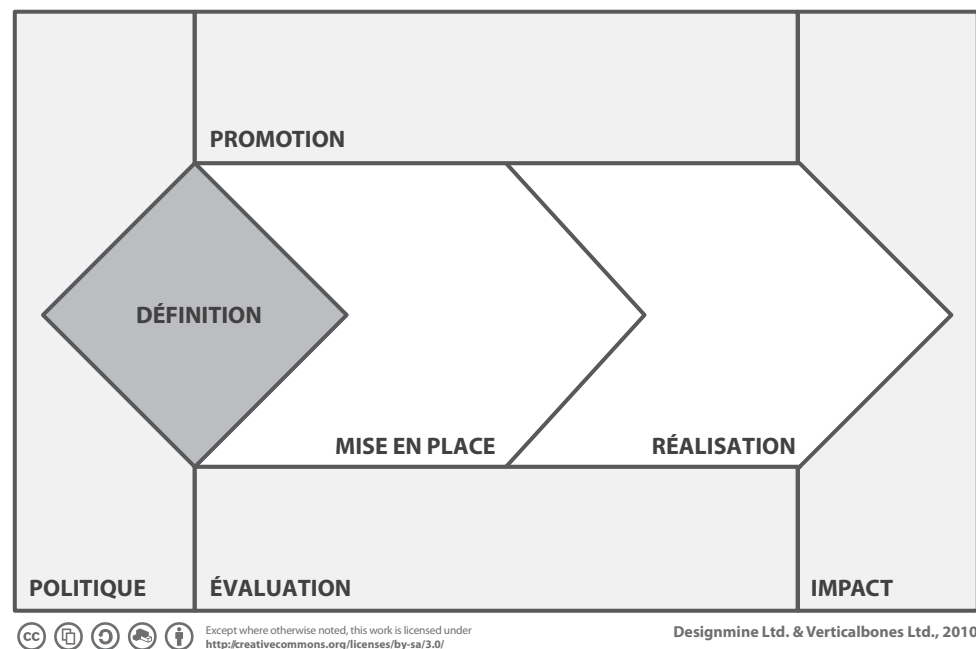 PROMOTION
DÉFINITION
MISE EN PLACE
RÉALISATION
POLITIQUE
ÉVALUATION
IMPACT
cc
Except where otherwise noted, this work is licensed under
http:/creativecommons.org/licenses/by-sa/3.0/
Designmine Ltd. & Verticalbones Ltd., 2010